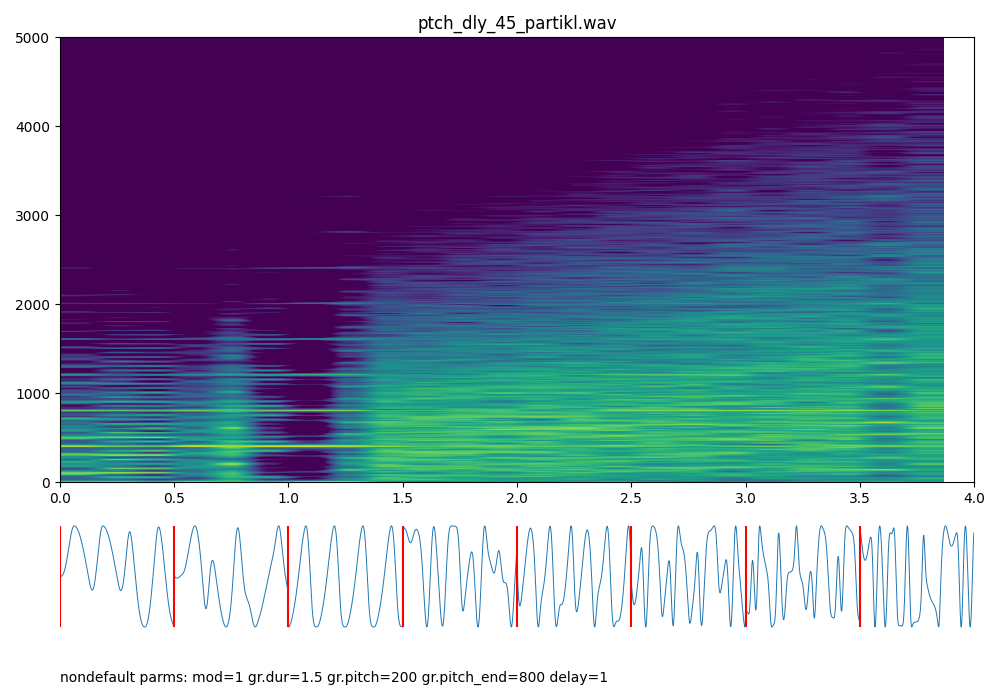 ptch_dly_45_partikl.wav
5000
4000
3000
2000
1000
0
0.0 0.5 1.0 1.5 2.0 2.5 3.0 3.5 4.0
nondefault parms: mod=1 gr.dur=1.5 gr.pitch=200 gr.pitch_end=800 delay=1